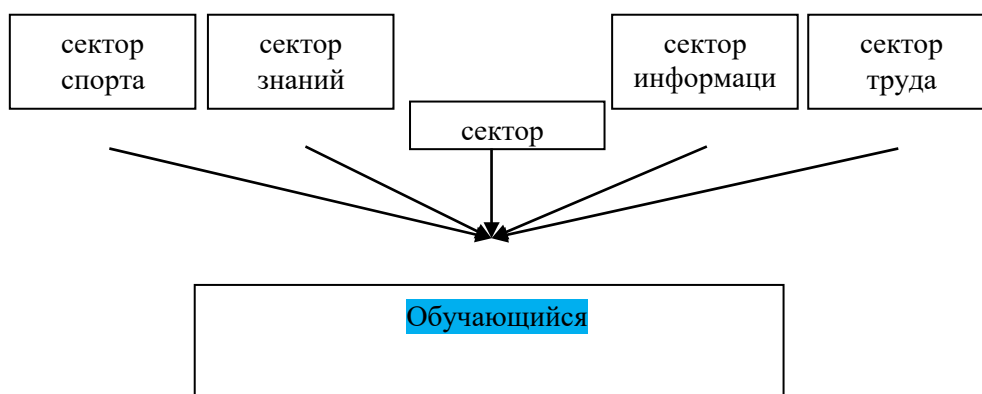 сектор
спорта
сектор
знаний
сектор
сектор
информаци
сектор
труда
Обучающийся